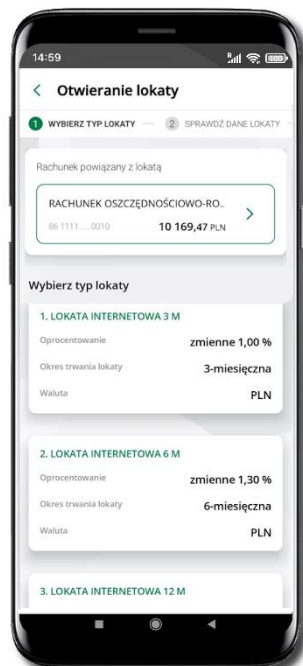 14:59
Otwieranie lokaty
1 WYBIERZ TYP LOKATY 2 SPRAWDŹ DANE LOKATY
Rachunek powiązany z lokatą
RACHUNEK OSZCZĘDNOŚCIOWO-RO..
96 1111 .... 0010 10 169,47 PLN
Wybierz typ lokaty
1. LOKATA INTERNETOWA 3 M
Oprocentowanie zmienne 1,00 %
Okres trwania lokaty 3-miesięczna
Waluta PLN
2. LOKATA INTERNETOWA 6 M
Oprocentowanie zmienne 1,30 %
Okres trwania lokaty 6-miesięczna
Waluta PLN
3. LOKATA INTERNETOWA 12 M